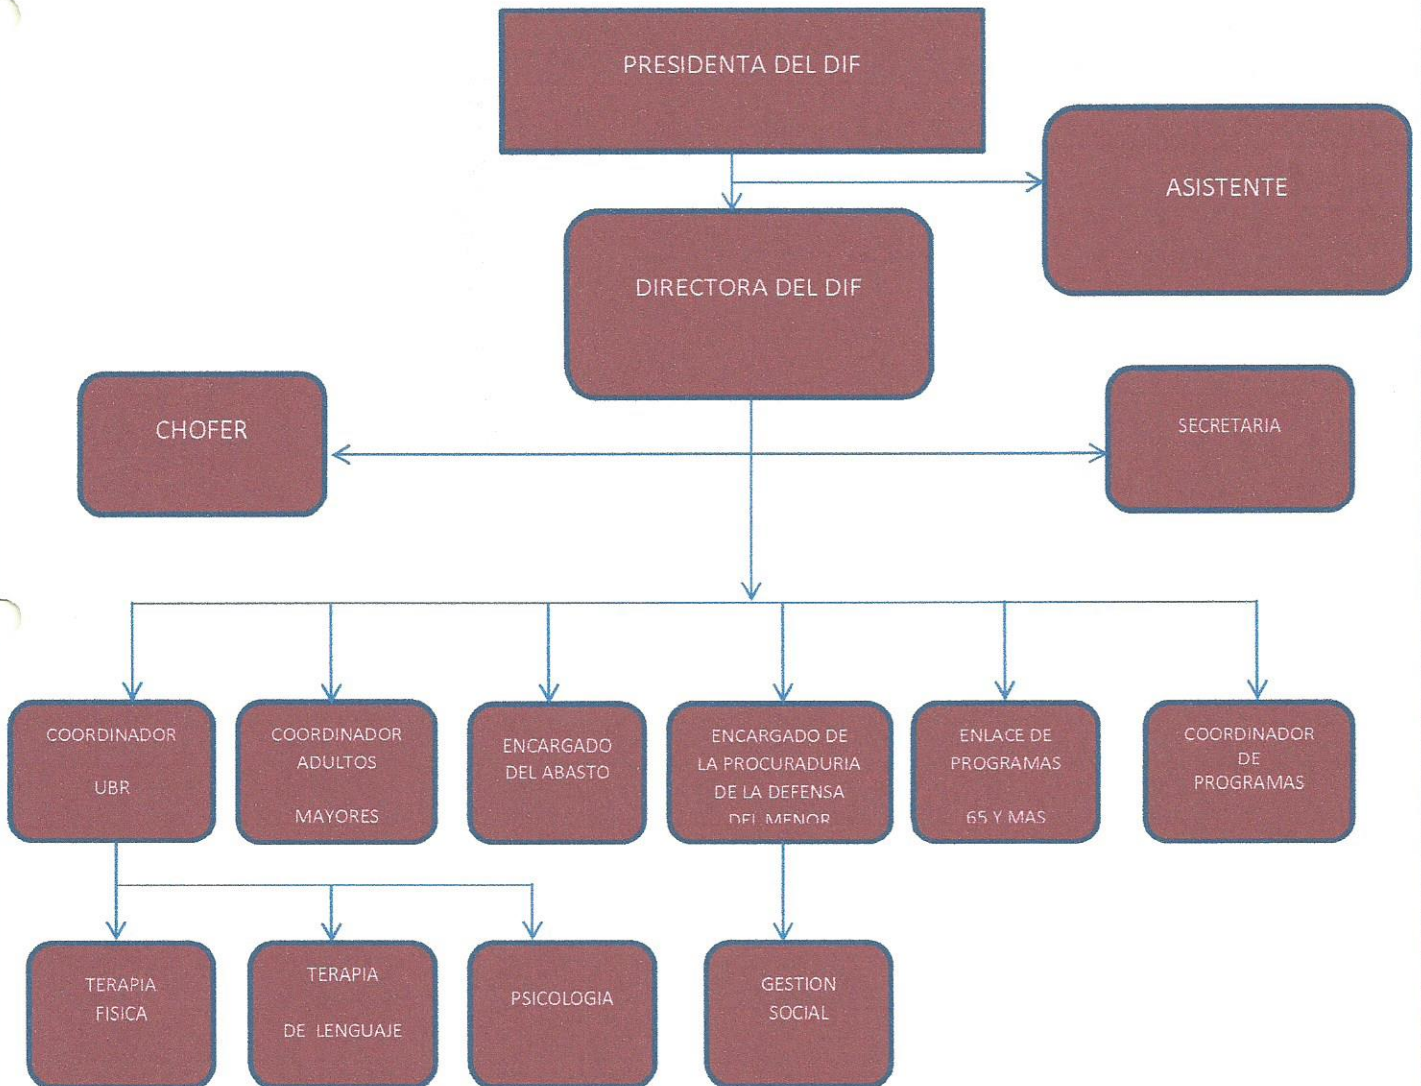 PRESIDENTA DEL DIF
ASISTENTE
DIRECTORA DEL DIF
CHOFER
SECRETARIA
COORDINADOR
UBR
COORDINADOR
ADULTOS
MAYORES
ENCARGADO
DEL ABASTO
ENCARGADO DE
LA PROCURADURIA
DE LA DEFENSA
DEL MENOR
ENLACE DE
PROGRAMAS
65 Y MAS
COORDINADOR
DE
PROGRAMAS
TERAPIA
FISICA
TERAPIA
DE LENGUAJE
PSICOLOGIA
GESTION
SOCIAL